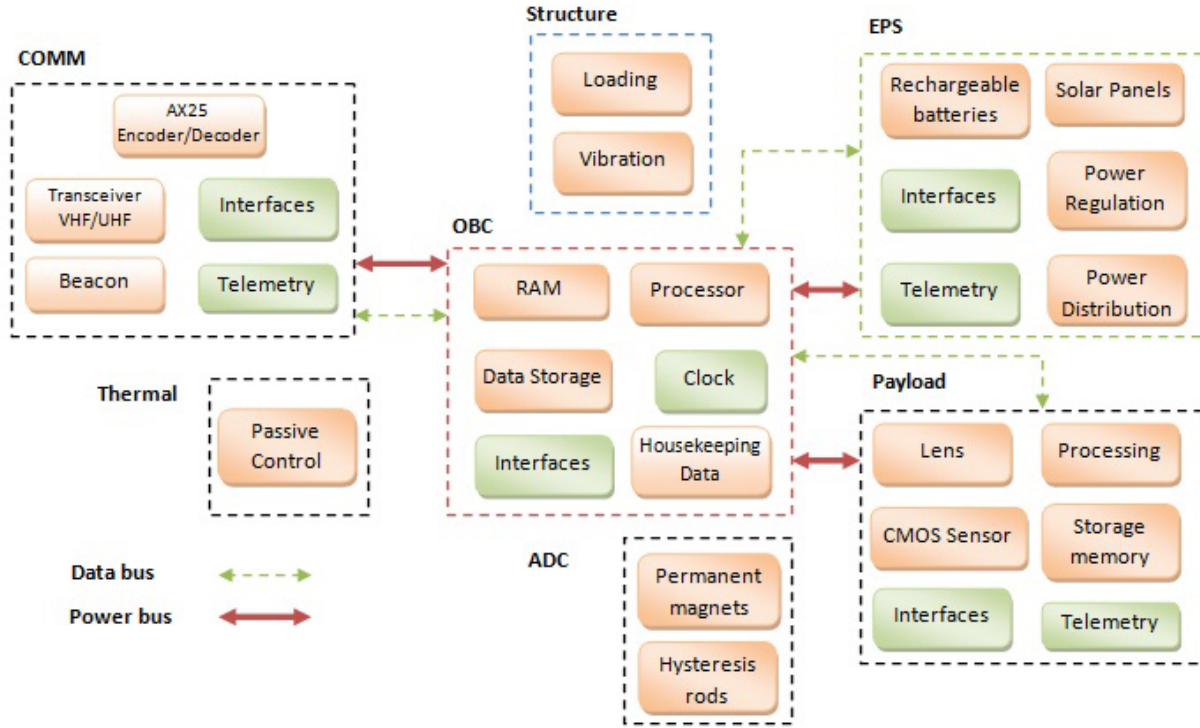 Structure
Loading
Vibration
EPS
Rechargeable
batteries
Solar Panels
Interfaces
Power
Regulation
Telemetry
Power
Distribution
COMM
AX25
Encoder/Decoder
Transceiver
VHF/UHF
Interfaces
Beacon
Telemetry
OBC
RAM
Processor
Data Storage
Clock
Interfaces
Housekeeping
Data
Thermal
Passive
Control
Payload
Lens
Processing
CMOS Sensor
Storage
memory
Interfaces
Telemetry
ADC
Permanent
magnets
Hysteresis
rods
Data bus
Power bus